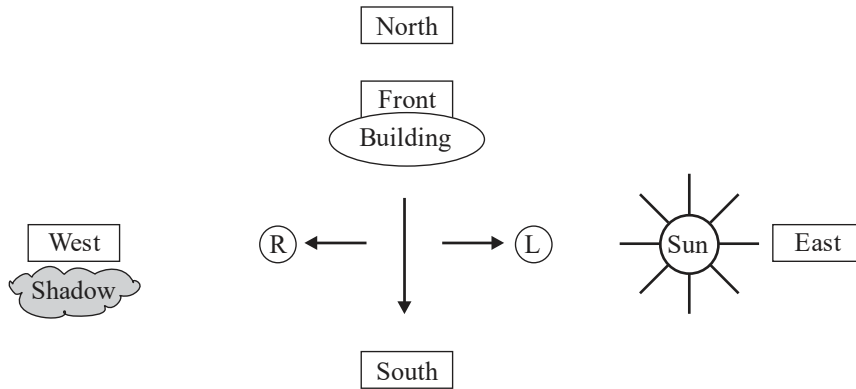 North
Front
Building
West
R
L
Sun
East
Shadow
South